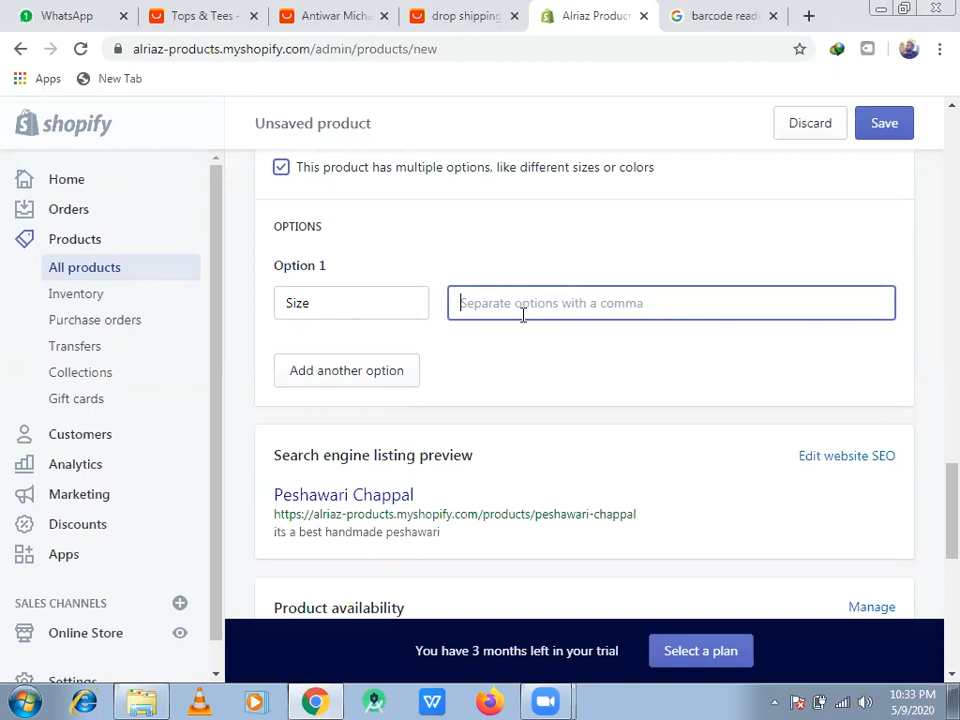 WhatsApp
Tops & Tees -
Antiwar Mich
drop shipping
Alriaz Product
barcode read
alriaz-products.myshopify.com/admin/products/new
Apps
New Tab
shopify
Unsaved product
Discard
Save
Home
Orders
Products
All products
Inventory
Purchase orders
Transfers
Collections
Gift cards
Customers
Analytics
Marketing
Discounts
Apps
SALES CHANNELS
Online Store
Settings
This product has multiple options, like different sizes or colors
OPTIONS
Option 1
Size
Separate options with a comma
Add another option
Search engine listing preview
Edit website SEO
Peshawari Chappal
https://alriaz-products.myshopify.com/products/peshawari-chappal
its a best handmade peshawari
Product availability
Manage
You have 3 months left in your trial
Select a plan
10:33 PM
5/9/2020